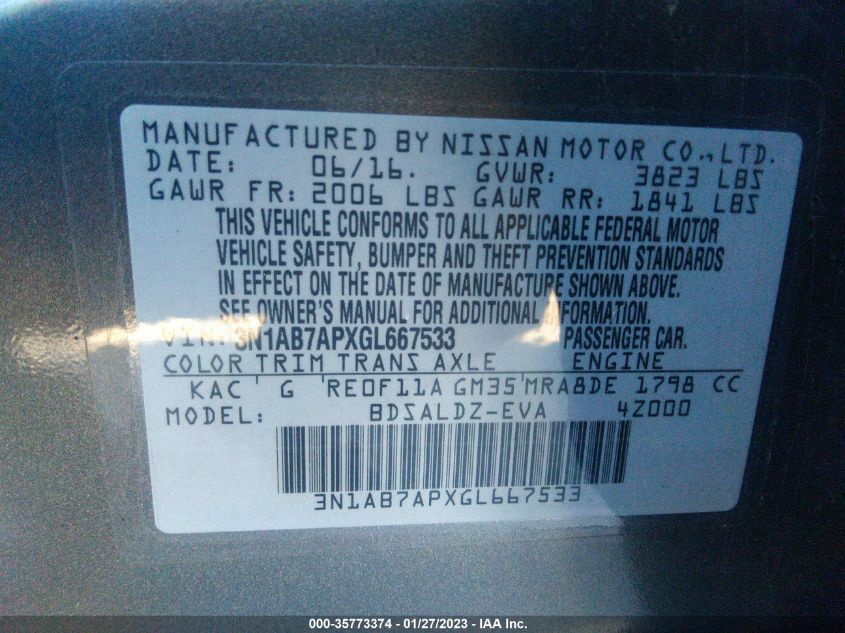 MANUFACTURED BY NISSAN MOTOR CO., LTD.
DATE: 06/16. GVWR: 3823 LBS
GAWR FR: 2006 LBS GAWR RR: 1841 LBS
THIS VEHICLE CONFORMS TO ALL APPLICABLE FEDERAL MOTOR
VEHICLE SAFETY, BUMPER AND THEFT PREVENTION STANDARDS
IN EFFECT ON THE DATE OF MANUFACTURE SHOWN ABOVE.
SEE OWNER'S MANUAL FOR ADDITIONAL INFORMATION.
VIN: 3N1AB7APXGL667533 PASSENGER CAR.
COLOR TRIM TRANS AXLE ENGINE
KAC G RE0F11A GM35 MRA8DE 1798 CC
MODEL: BDSALDZ-EVA 4Z000
3N1AB7APXGL667533
000-35773374 - 01/27/2023 - IAA Inc.